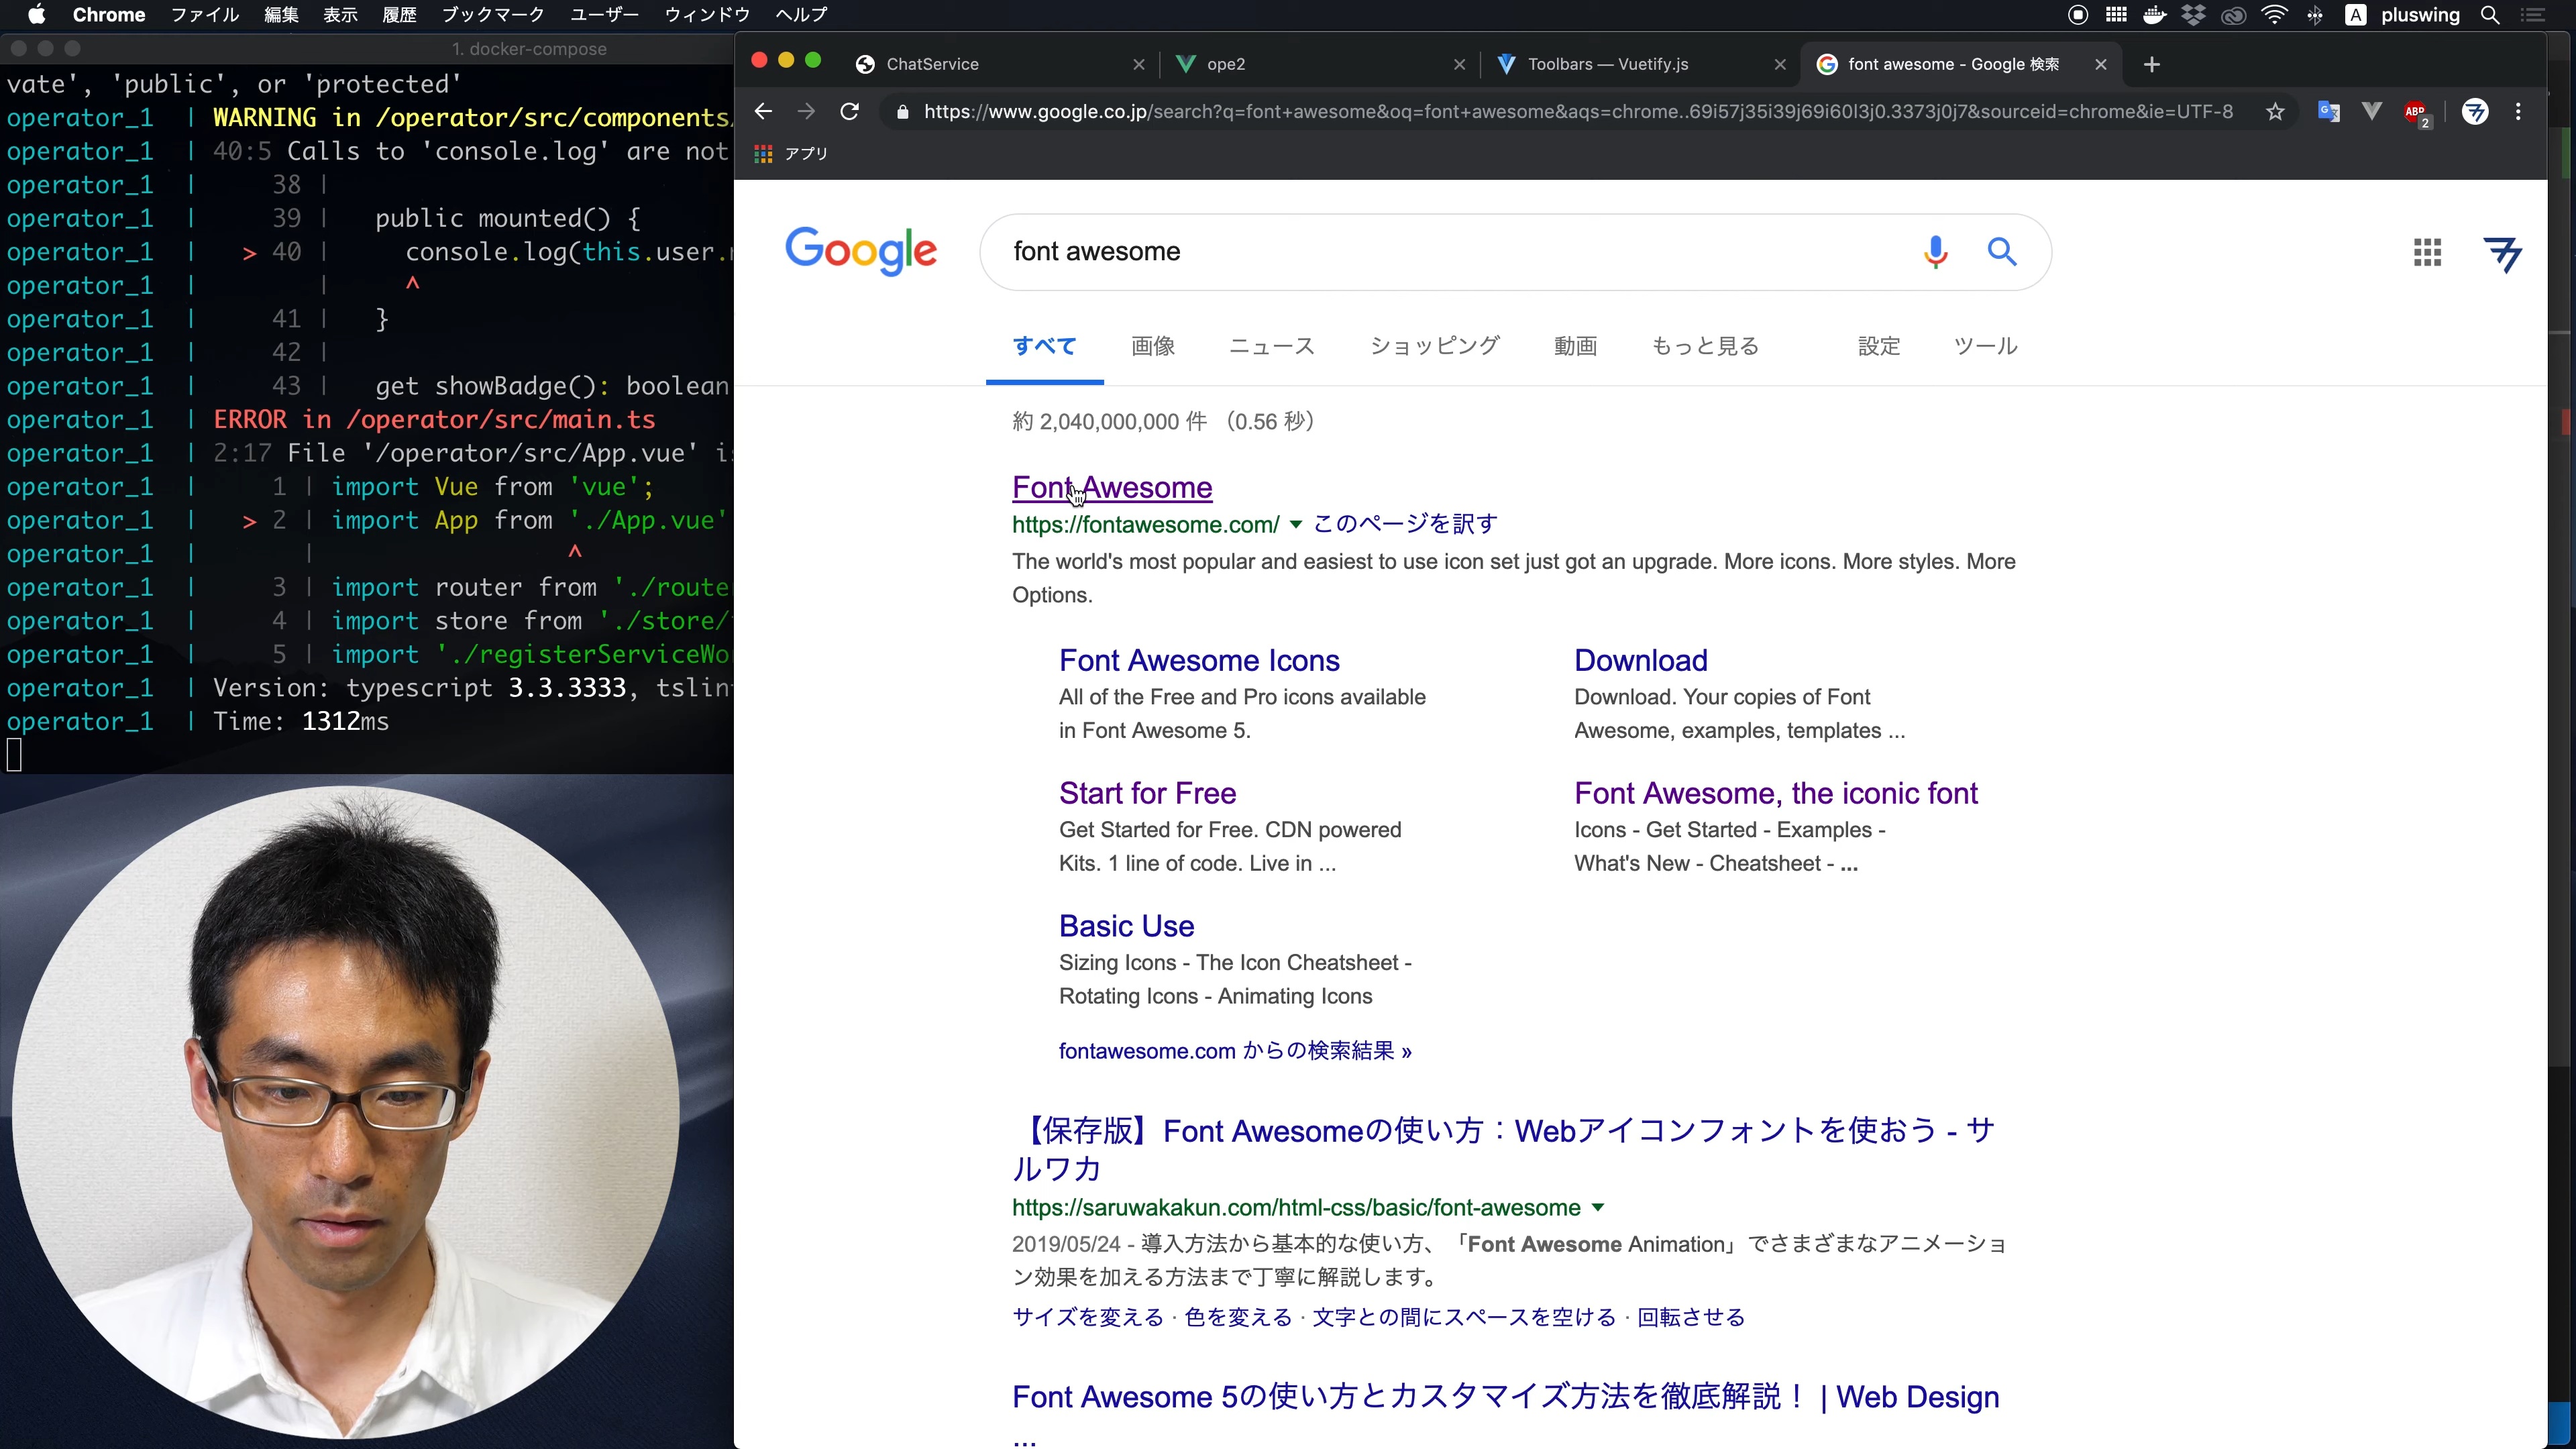 Chrome ファイル 編集 表示 履歴 ブックマーク ユーザー ウィンドウ ヘルプ
A pluswing
1. docker-compose
vate', 'public', or 'protected'
operator_1 | WARNING in /operator/src/components
operator_1 | 40:5 Calls to 'console.log' are not
operator_1 | 38 |
operator_1 | 39 | public mounted() {
operator_1 | > 40 | console.log(this.user.
operator_1 | | ^
operator_1 | 41 | }
operator_1 | 42 |
operator_1 | 43 | get showBadge(): boolean
operator_1 | ERROR in /operator/src/main.ts
operator_1 | 2:17 File '/operator/src/App.vue'
operator_1 | 1 | import Vue from 'vue';
operator_1 | > 2 | import App from './App.vue'
operator_1 | | ^
operator_1 | 3 | import router from './route
operator_1 | 4 | import store from './store/
operator_1 | 5 | import './registerServiceWo
operator_1 | Version: typescript 3.3.3333, tslin
operator_1 | Time: 1312ms
ChatService
ope2
Toolbars — Vuetify.js
font awesome - Google 検索
https://www.google.co.jp/search?q=font+awesome&oq=font+awesome&aqs=chrome..69i57j35i39j69i60l3j0.3373j0j7&sourceid=chrome&ie=UTF-8
ABP 2
アプリ
Google
font awesome
すべて 画像 ニュース ショッピング 動画 もっと見る 設定 ツール
約 2,040,000,000 件 （0.56 秒）
Font Awesome
https://fontawesome.com/ ▼ このページを訳す
The world's most popular and easiest to use icon set just got an upgrade. More icons. More styles. More
Options.
Font Awesome Icons
All of the Free and Pro icons available
in Font Awesome 5.
Download
Download. Your copies of Font
Awesome, examples, templates ...
Start for Free
Get Started for Free. CDN powered
Kits. 1 line of code. Live in ...
Font Awesome, the iconic font
Icons - Get Started - Examples -
What's New - Cheatsheet - ...
Basic Use
Sizing Icons - The Icon Cheatsheet -
Rotating Icons - Animating Icons
fontawesome.com からの検索結果 »
【保存版】Font Awesomeの使い方：Webアイコンフォントを使おう - サ
ルワカ
https://saruwakakun.com/html-css/basic/font-awesome ▼
2019/05/24 - 導入方法から基本的な使い方、「Font Awesome Animation」でさまざまなアニメーショ
ン効果を加える方法まで丁寧に解説します。
サイズを変える · 色を変える · 文字との間にスペースを空ける · 回転させる
Font Awesome 5の使い方とカスタマイズ方法を徹底解説！ | Web Design
...